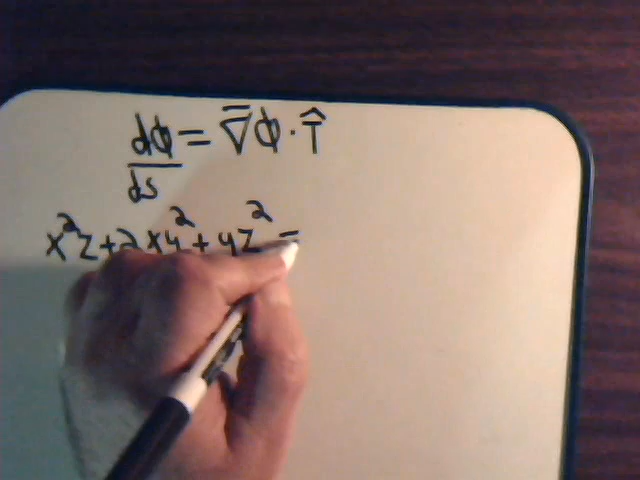 dϕ/ds = ∇̅ϕ · T̂
x²z + 2xy² + yz² =